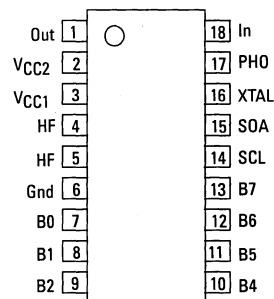 Out 1 18 In
VCC2 2 17 PHO
VCC1 3 16 XTAL
HF 4 15 SOA
HF 5 14 SCL
Gnd 6 13 B7
B0 7 12 B6
B1 8 11 B5
B2 9 10 B4